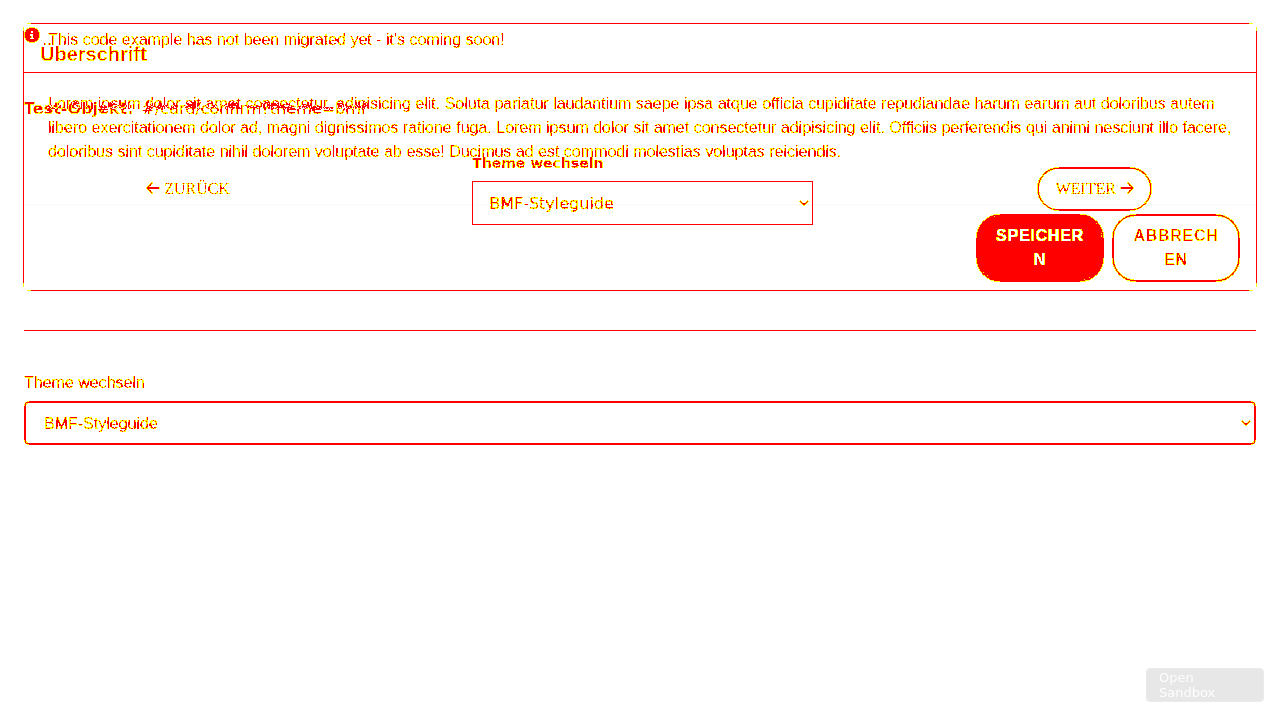 This code example has not been migrated yet - it's coming soon!
Überschrift
Test-Objekt: #/card/confirm?theme=bmf
Lorem ipsum dolor sit amet consectetur, adipisicing elit. Soluta pariatur laudantium saepe ipsa atque officia cupiditate repudiandae harum earum aut doloribus autem
libero exercitationem dolor ad, magni dignissimos ratione fuga. Lorem ipsum dolor sit amet consectetur adipisicing elit. Officiis perferendis qui animi nesciunt illo facere,
doloribus sint cupiditate nihil dolorem voluptate ab esse! Ducimus ad est commodi molestias voluptas reiciendis.
Theme wechseln
← ZURÜCK
BMF-Styleguide
WEITER →
SPEICHER
N
ABBRECH
EN
Theme wechseln
BMF-Styleguide
Open
Sandbox